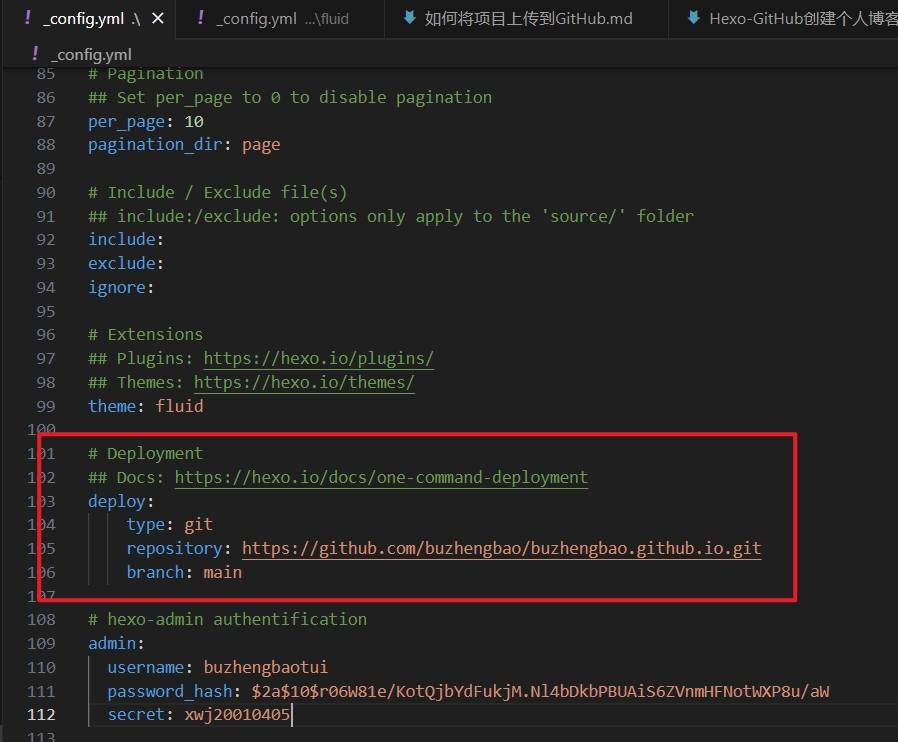 _config.yml .\
_config.yml ...\fluid
如何将项目上传到GitHub.md
Hexo-GitHub创建个人博客
_config.yml
85 # Pagination
86 ## Set per_page to 0 to disable pagination
87 per_page: 10
88 pagination_dir: page
89
90 # Include / Exclude file(s)
91 ## include:/exclude: options only apply to the 'source/' folder
92 include:
93 exclude:
94 ignore:
95
96 # Extensions
97 ## Plugins: https://hexo.io/plugins/
98 ## Themes: https://hexo.io/themes/
99 theme: fluid
100
101 # Deployment
102 ## Docs: https://hexo.io/docs/one-command-deployment
103 deploy:
104 type: git
105 repository: https://github.com/buzhengbao/buzhengbao.github.io.git
106 branch: main
107
108 # hexo-admin authentification
109 admin:
110 username: buzhengbaotui
111 password_hash: $2a$10$r06W81e/KotQjbYdFukjM.Nl4bDkbPBUAiS6ZVnmHFNotWXP8u/aW
112 secret: xwj20010405
113